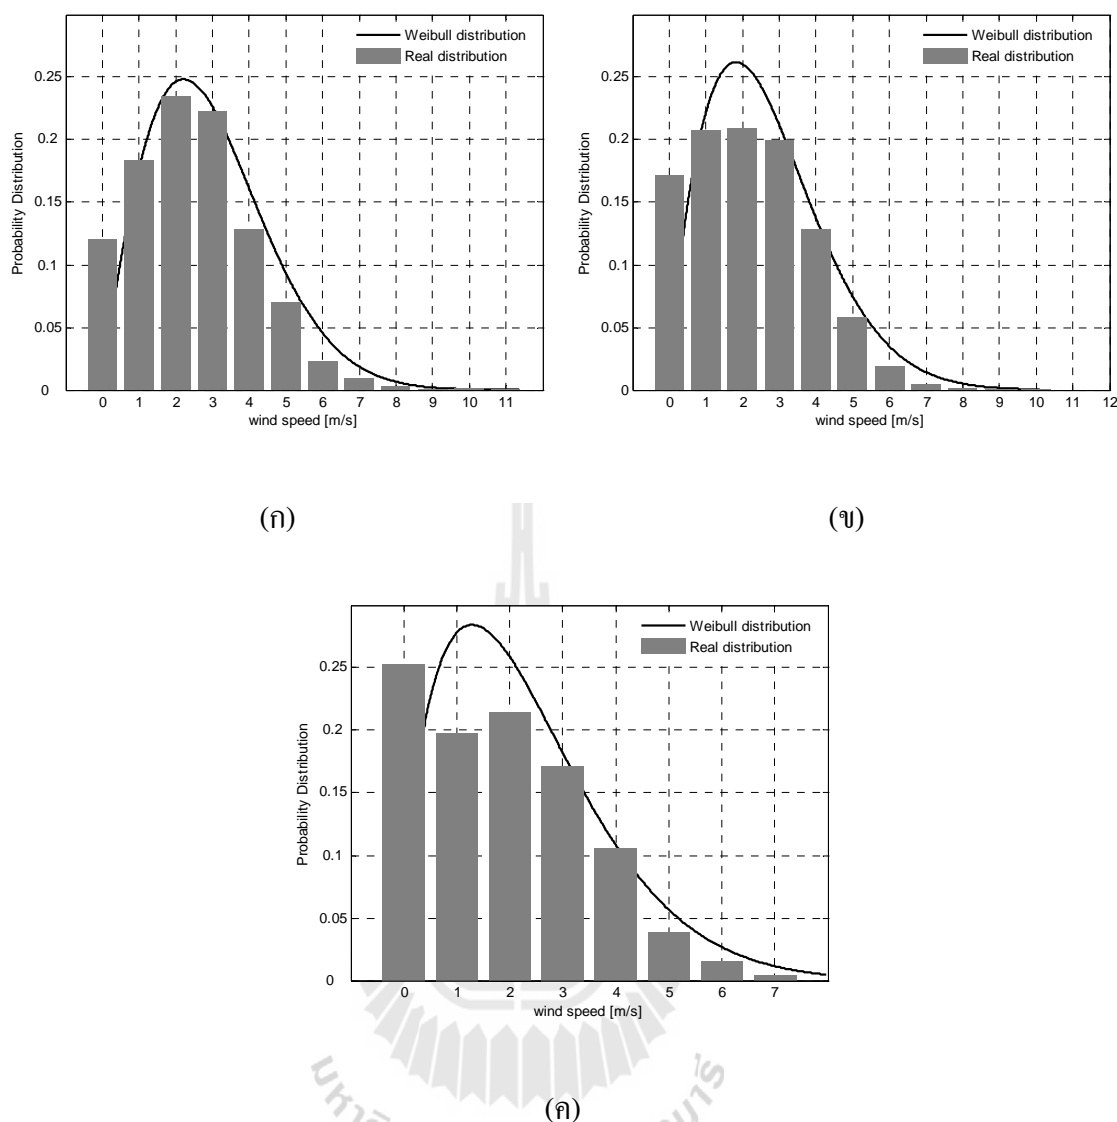 Weibull distribution
Real distribution
0.25
0.2
0.15
0.1
0.05
0
Probability Distribution
0 1 2 3 4 5 6 7 8 9 10 11
wind speed [m/s]
(ก)
Weibull distribution
Real distribution
0.25
0.2
0.15
0.1
0.05
0
Probability Distribution
0 1 2 3 4 5 6 7 8 9 10 11 12
wind speed [m/s]
(ข)
Weibull distribution
Real distribution
0.25
0.2
0.15
0.1
0.05
0
Probability Distribution
0 1 2 3 4 5 6 7
wind speed [m/s]
(ค)